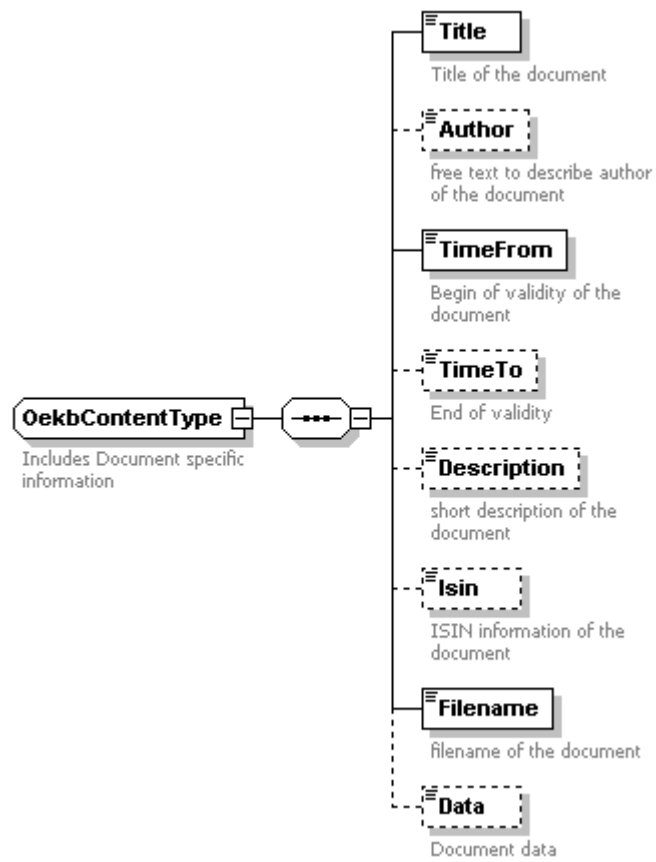 Title
Title of the document
Author
free text to describe author
of the document
TimeFrom
Begin of validity of the
document
TimeTo
End of validity
OekbContentType
Includes Document specific
information
Description
short description of the
document
Isin
ISIN information of the
document
Filename
filename of the document
Data
Document data